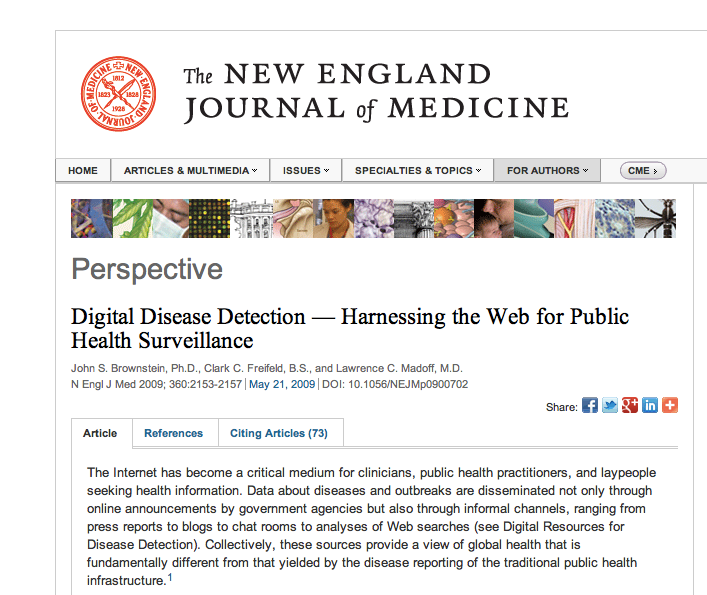 The NEW ENGLAND
JOURNAL of MEDICINE
NEW-ENGLAND JOURNAL OF MEDICINE
1812
1823 1828
1928
HOME ARTICLES & MULTIMEDIA ISSUES SPECIALTIES & TOPICS FOR AUTHORS CME ›
Perspective
Digital Disease Detection — Harnessing the Web for Public
Health Surveillance
John S. Brownstein, Ph.D., Clark C. Freifeld, B.S., and Lawrence C. Madoff, M.D.
N Engl J Med 2009; 360:2153-2157 | May 21, 2009 | DOI: 10.1056/NEJMp0900702
Share: f g+ in +
Article References Citing Articles (73)
The Internet has become a critical medium for clinicians, public health practitioners, and laypeople
seeking health information. Data about diseases and outbreaks are disseminated not only through
online announcements by government agencies but also through informal channels, ranging from
press reports to blogs to chat rooms to analyses of Web searches (see Digital Resources for
Disease Detection). Collectively, these sources provide a view of global health that is
fundamentally different from that yielded by the disease reporting of the traditional public health
infrastructure.1